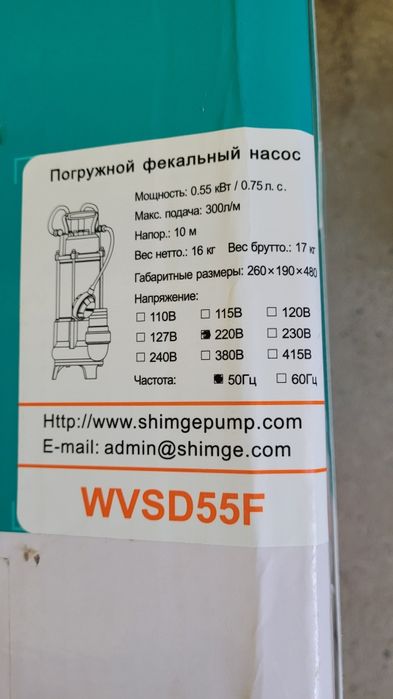 Погружной фекальный насос
Мощность: 0.55 кВт / 0.75 л. с.
Макс. подача: 300л/м
Напор.: 10 м
Вес нетто.: 16 кг Вес брутто.: 17 кг
Габаритные размеры: 260×190×480
Напряжение:
110В 115В 120В
127В 220В 230В
240В 380В 415В
Частота: 50Гц 60Гц
Http://www.shimgepump.com
E-mail: admin@shimge.com
WVSD55F